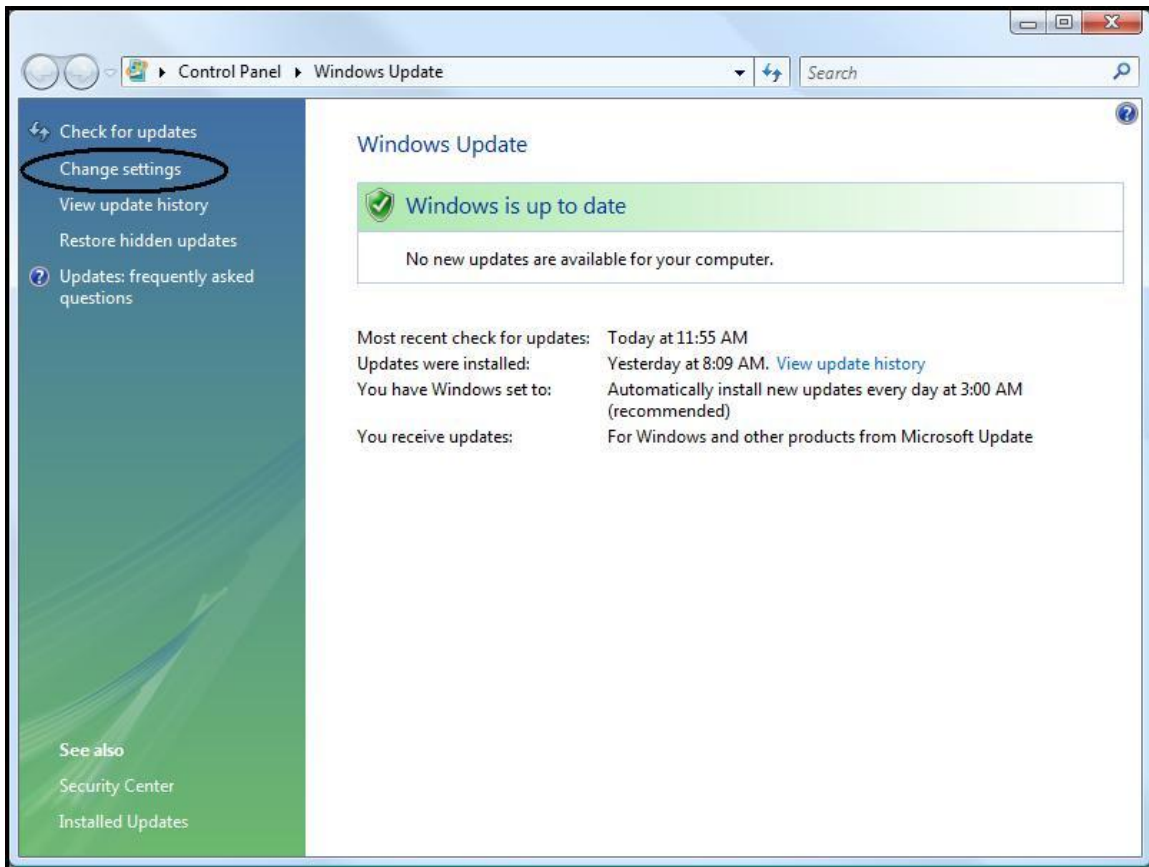 Control Panel Windows Update
Search
Check for updates
Change settings
View update history
Restore hidden updates
Updates: frequently asked
questions
See also
Security Center
Installed Updates
Windows Update
Windows is up to date
No new updates are available for your computer.
Most recent check for updates: Today at 11:55 AM
Updates were installed: Yesterday at 8:09 AM. View update history
You have Windows set to: Automatically install new updates every day at 3:00 AM
(recommended)
You receive updates: For Windows and other products from Microsoft Update